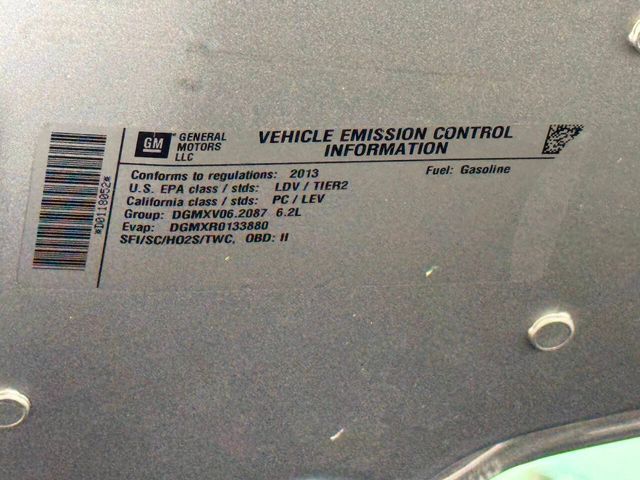 GM GENERAL MOTORS LLC
VEHICLE EMISSION CONTROL INFORMATION
Conforms to regulations: 2013 Fuel: Gasoline
U.S. EPA class / stds: LDV / TIER2
California class / stds: PC / LEV
Group: DGMXV06.2087 6.2L
Evap: DGMXR0133880
SFI/SC/HO2S/TWC, OBD: II
*D0118052*